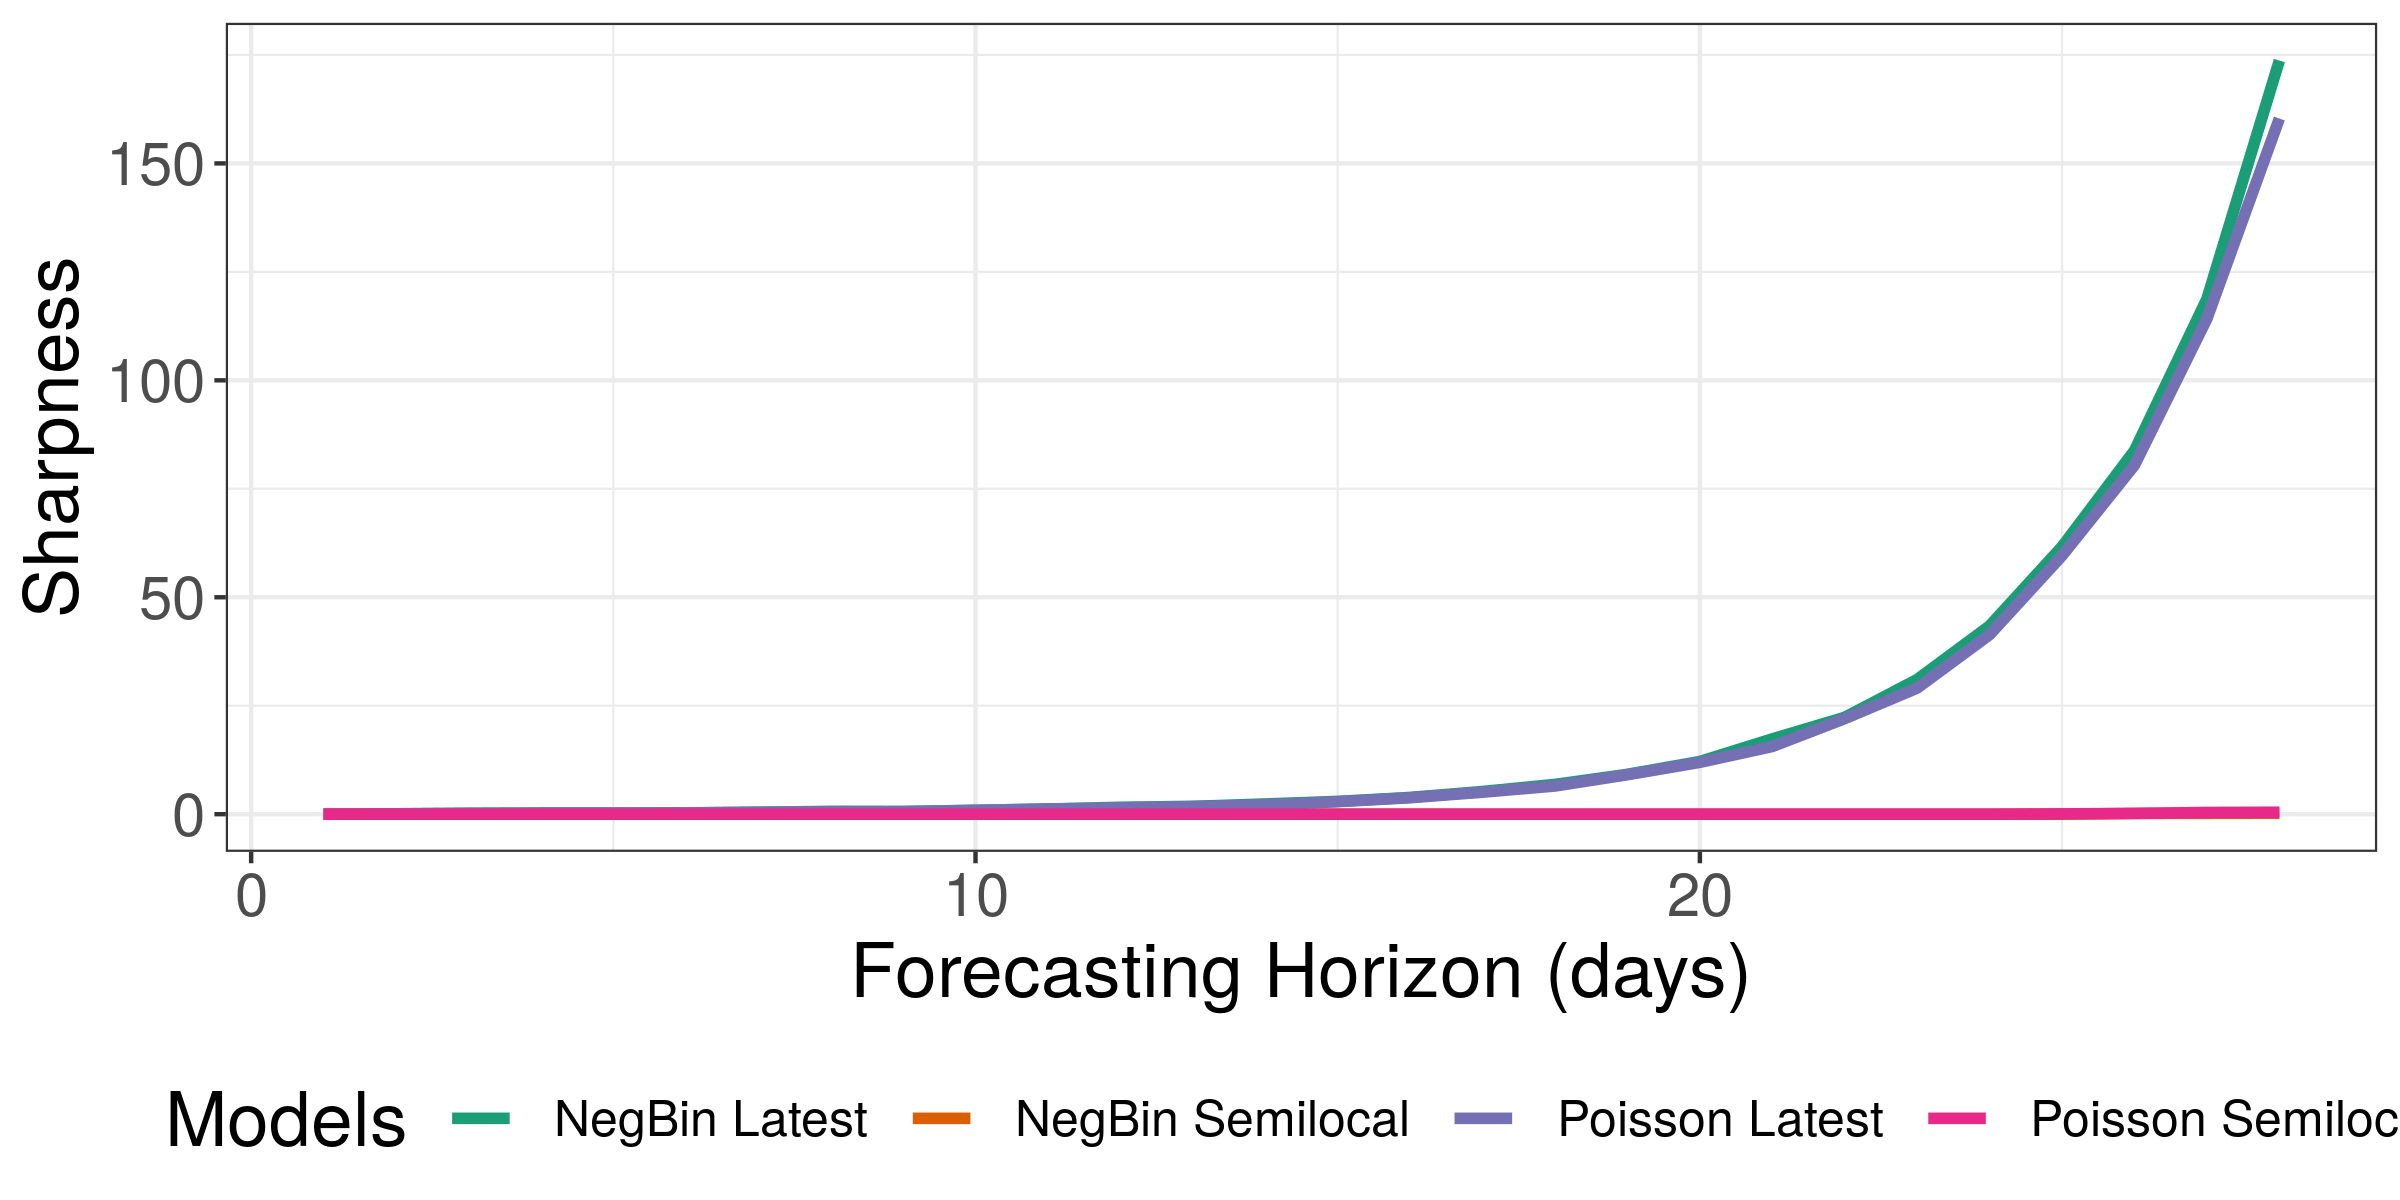 Sharpness
150
100
50
0
0 10 20
Forecasting Horizon (days)
Models NegBin Latest NegBin Semilocal Poisson Latest Poisson Semiloc